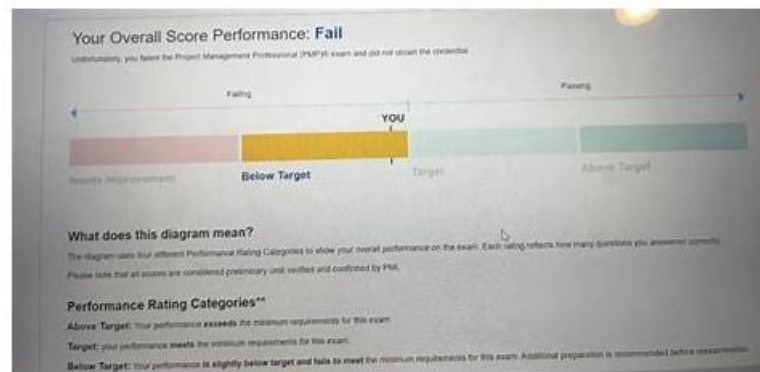 Your Overall Score Performance: Fail
Unfortunately, you failed the Project Management Professional (PMP)® exam and did not obtain the credential
Failing
Passing
YOU
Needs Improvement
Below Target
Target
Above Target
What does this diagram mean?
The diagram uses four different Performance Rating Categories to show your overall performance on the exam. Each rating reflects how many questions you answered correctly.
Please note that all scores are considered preliminary until verified and confirmed by PMI.
Performance Rating Categories**
Above Target: Your performance exceeds the minimum requirements for this exam
Target: your performance meets the minimum requirements for this exam.
Below Target: Your performance is slightly below target and fails to meet the minimum requirements for this exam. Additional preparation is recommended before reexamination